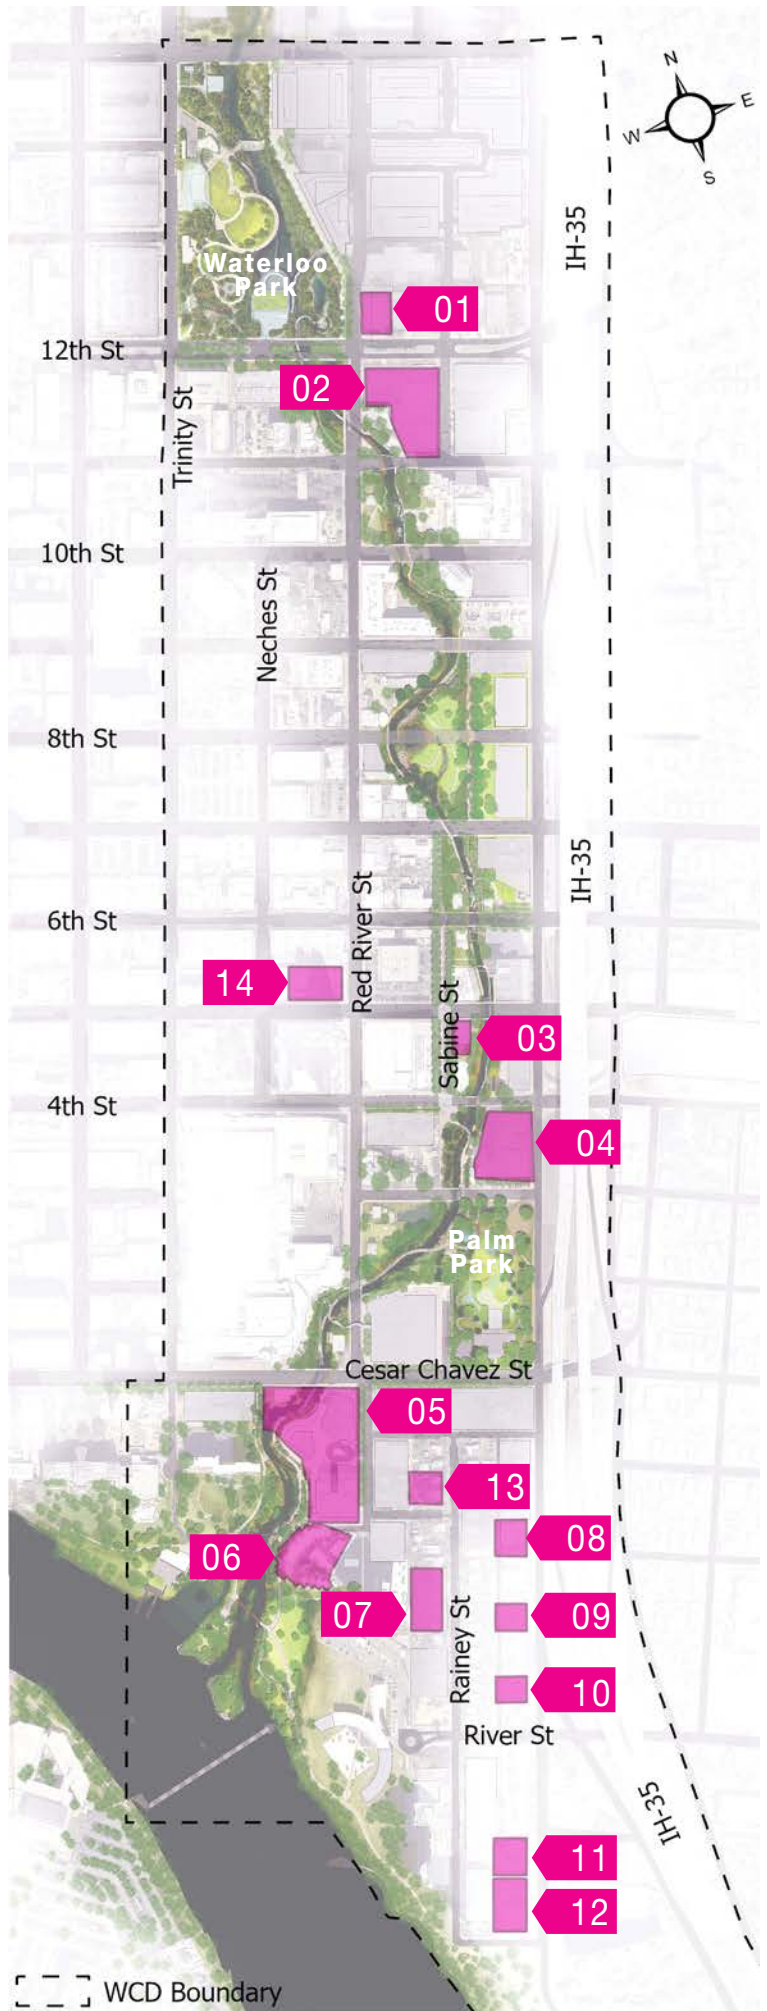 N
E
W
S
IH-35
Waterloo
Park
01
12th St
02
Trinity St
10th St
Neches St
8th St
IH-35
6th St
Red River St
14
Sabine St
03
4th St
04
Palm
Park
Cesar Chavez St
05
13
08
06
07
09
Rainey St
10
River St
IH-35
11
12
WCD Boundary